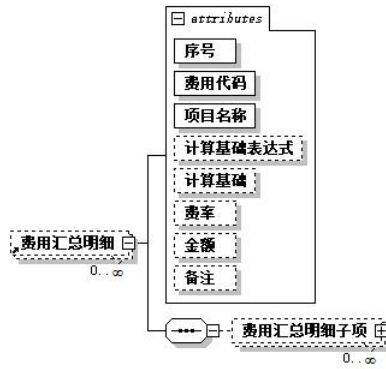 attributes
序号
费用代码
项目名称
计算基础表达式
计算基础
费率
金额
备注
费用汇总明细
0..∞
费用汇总明细子项
0..∞